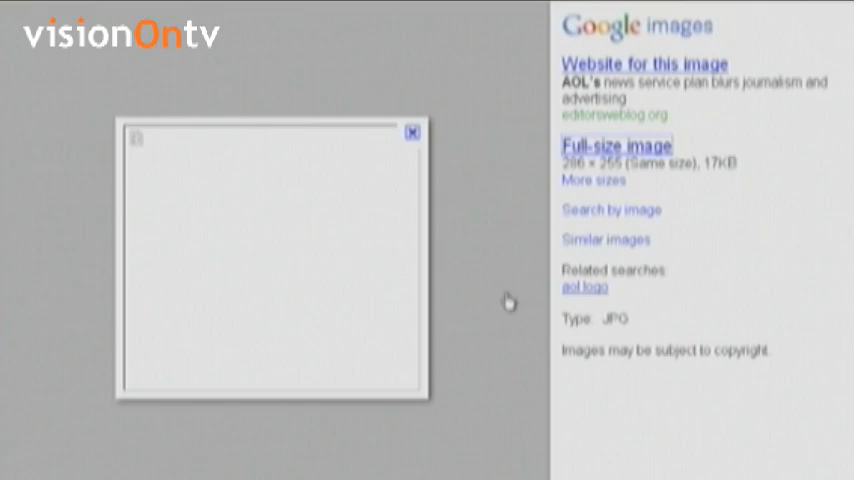 visionOntv
Google images
Website for this image
AOL's news service plan blurs journalism and
advertising
editorsweblog.org
Full-size image
286 × 255 (Same size), 17KB
More sizes
Search by image
Similar images
Related searches:
aol logo
Type: JPG
Images may be subject to copyright.